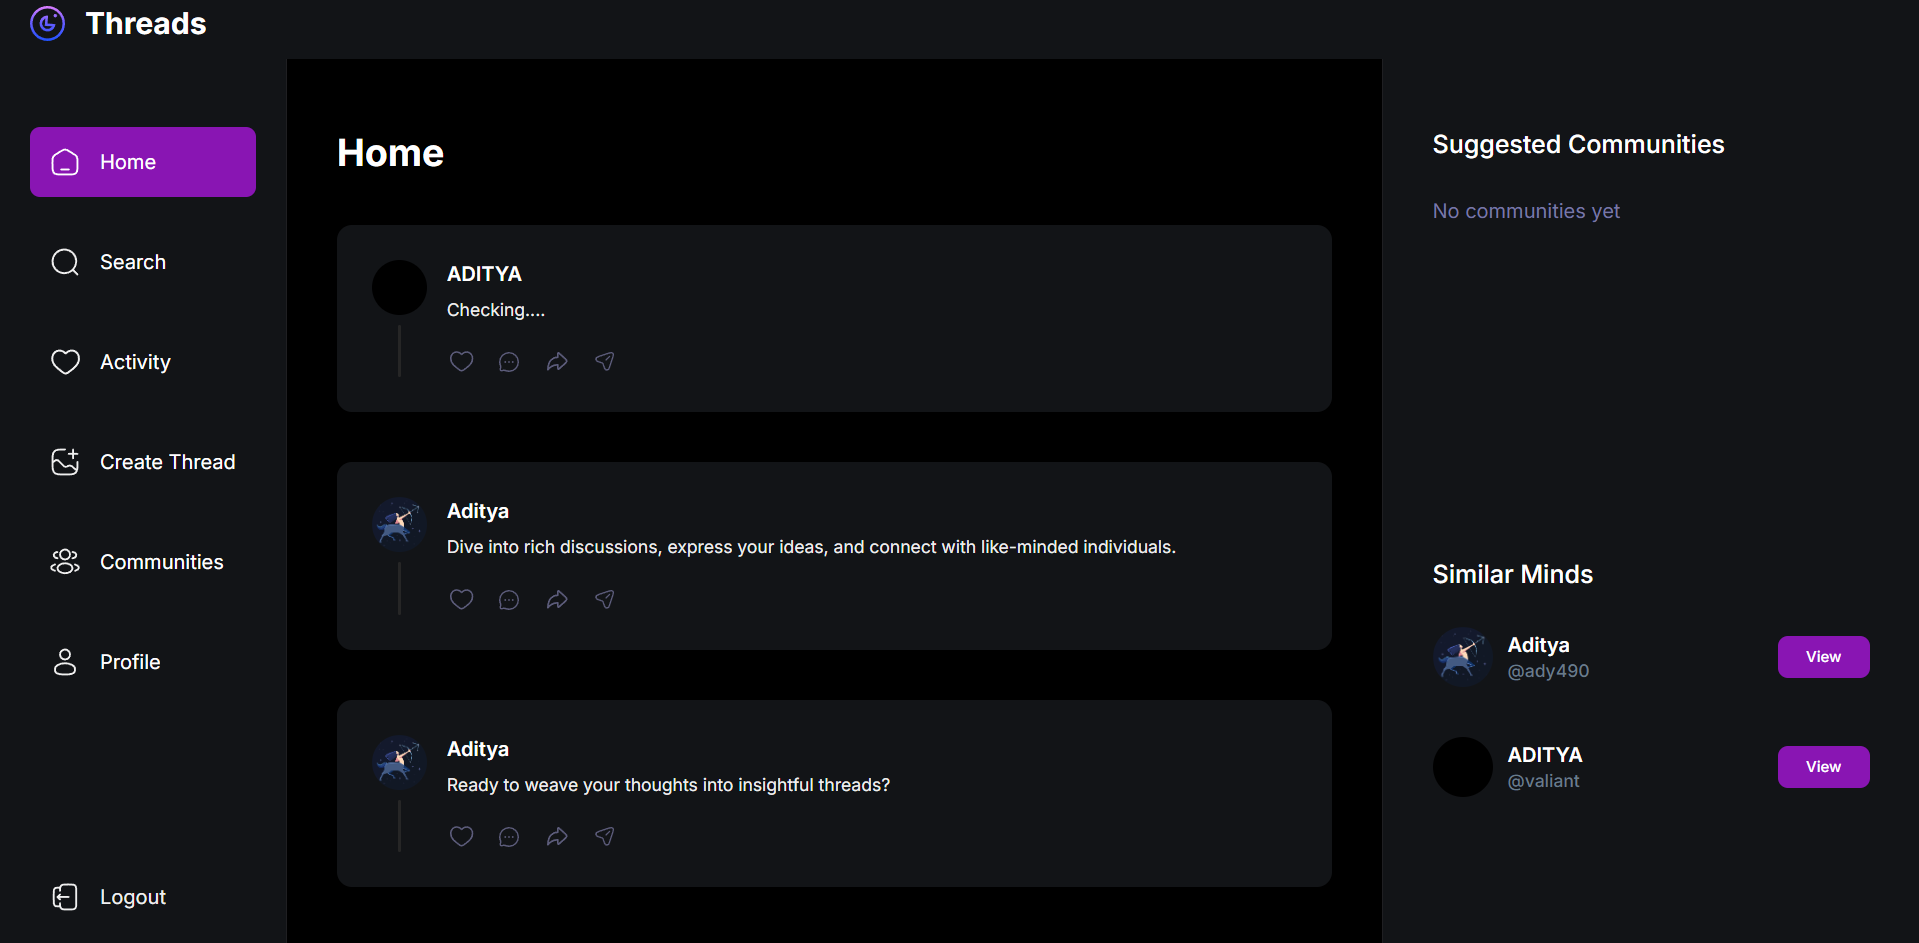 Threads
Home
Search
Activity
Create Thread
Communities
Profile
Logout
Home
ADITYA
Checking....
Aditya
Dive into rich discussions, express your ideas, and connect with like-minded individuals.
Aditya
Ready to weave your thoughts into insightful threads?
Suggested Communities
No communities yet
Similar Minds
Aditya
@ady490
View
ADITYA
@valiant
View